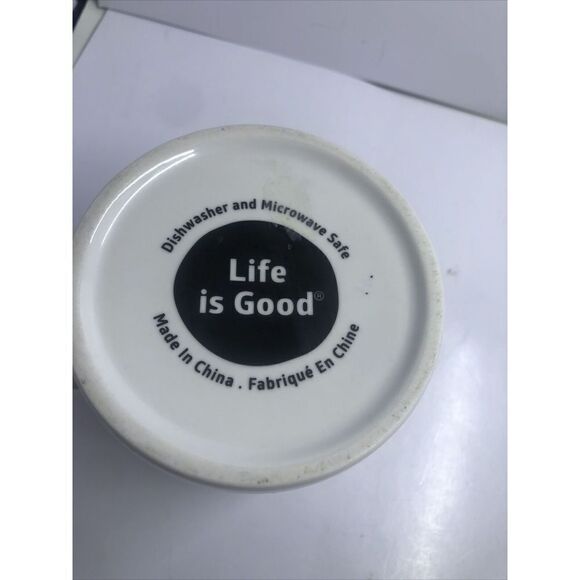 Dishwasher and Microwave Safe
Life
is Good®
Made In China . Fabriqué En Chine